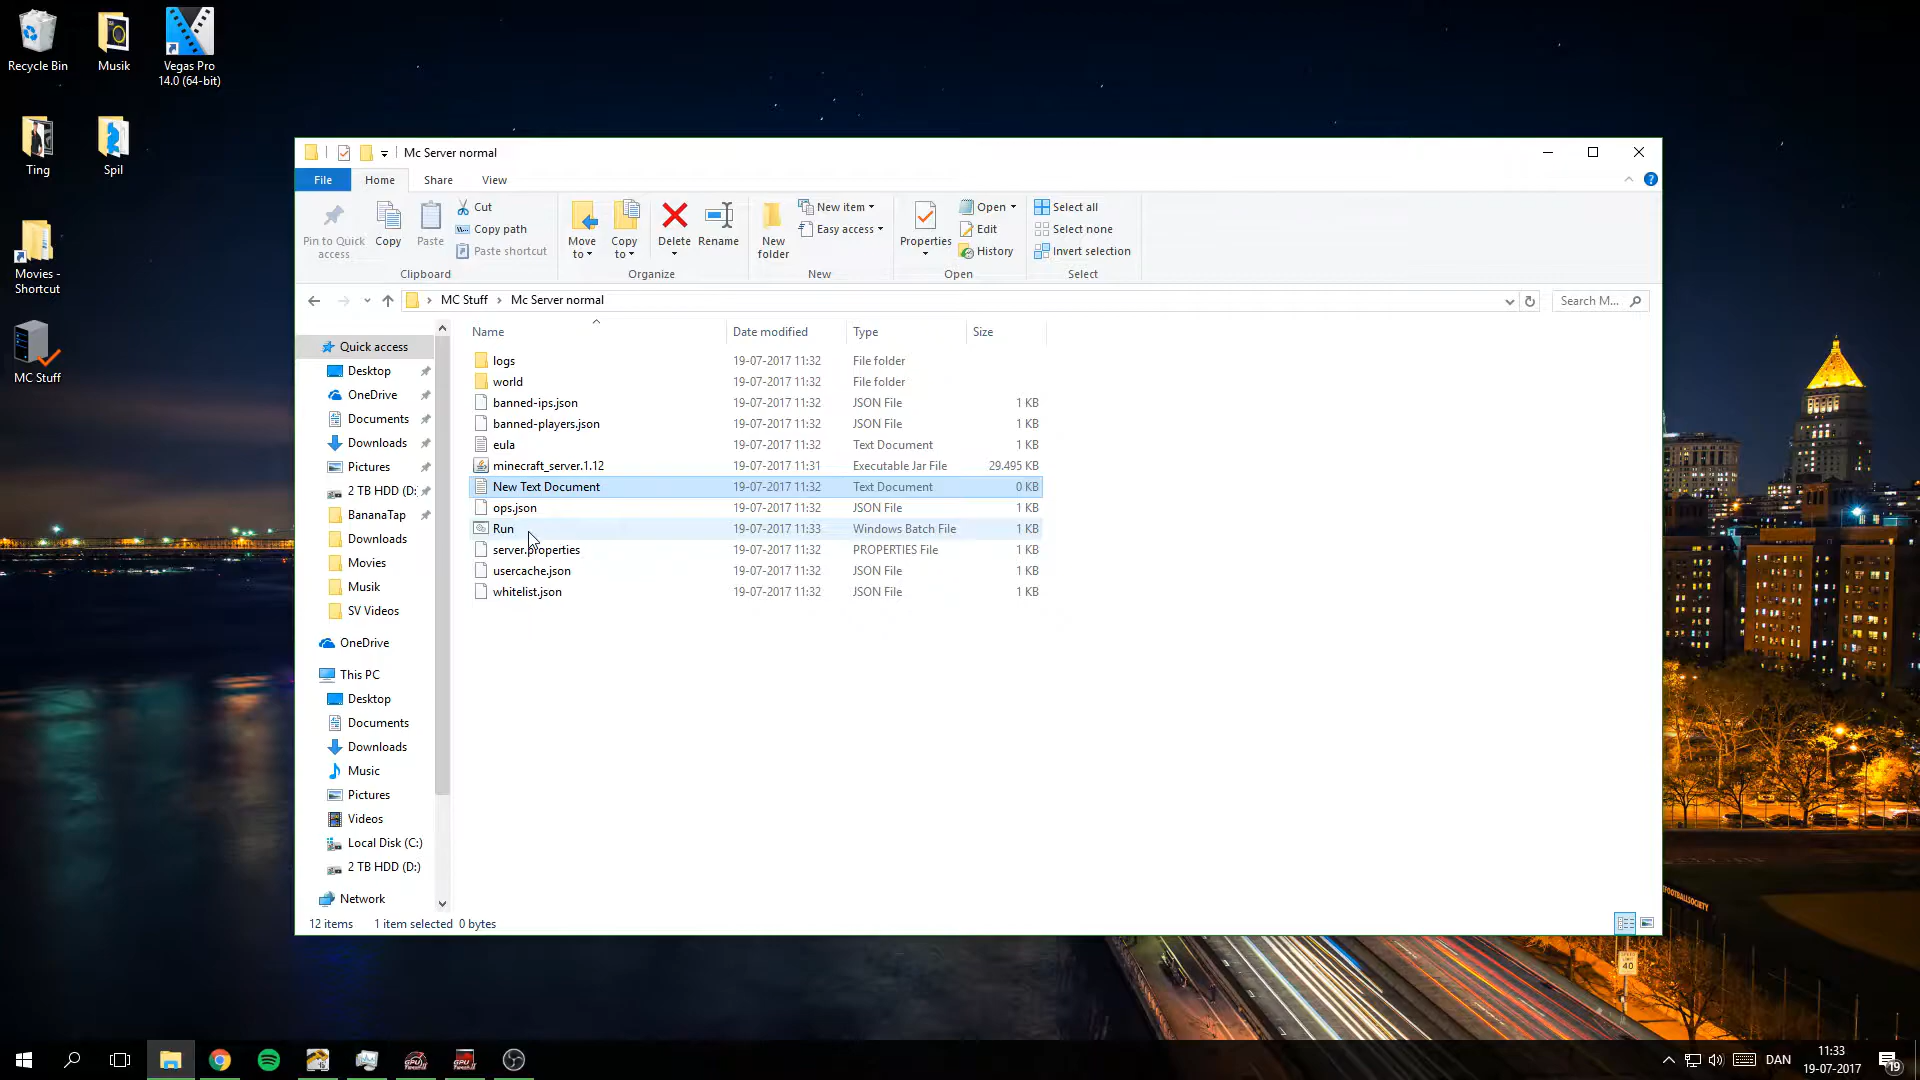 Recycle Bin
Musik
Vegas Pro
14.0 (64-bit)
Ting
Spil
Movies -
Shortcut
MC Stuff
Mc Server normal
File
Home
Share
View
Pin to Quick
access
Copy
Paste
Cut
Copy path
Paste shortcut
Clipboard
Move
to
Copy
to
Delete
Rename
Organize
New
folder
New item
Easy access
New
Properties
Open
Edit
History
Open
Select all
Select none
Invert selection
Select
MC Stuff
Mc Server normal
Search M...
Name
Date modified
Type
Size
logs 19-07-2017 11:32 File folder
world 19-07-2017 11:32 File folder
banned-ips.json 19-07-2017 11:32 JSON File 1 KB
banned-players.json 19-07-2017 11:32 JSON File 1 KB
eula 19-07-2017 11:32 Text Document 1 KB
minecraft_server.1.12 19-07-2017 11:31 Executable Jar File 29.495 KB
New Text Document 19-07-2017 11:32 Text Document 0 KB
ops.json 19-07-2017 11:32 JSON File 1 KB
Run 19-07-2017 11:33 Windows Batch File 1 KB
server.properties 19-07-2017 11:32 PROPERTIES File 1 KB
usercache.json 19-07-2017 11:32 JSON File 1 KB
whitelist.json 19-07-2017 11:32 JSON File 1 KB
Quick access
Desktop
OneDrive
Documents
Downloads
Pictures
2 TB HDD (D:
BananaTap
Downloads
Movies
Musik
SV Videos
OneDrive
This PC
Desktop
Documents
Downloads
Music
Pictures
Videos
Local Disk (C:)
2 TB HDD (D:)
Network
12 items
1 item selected 0 bytes
40
DAN
11:33
19-07-2017
19